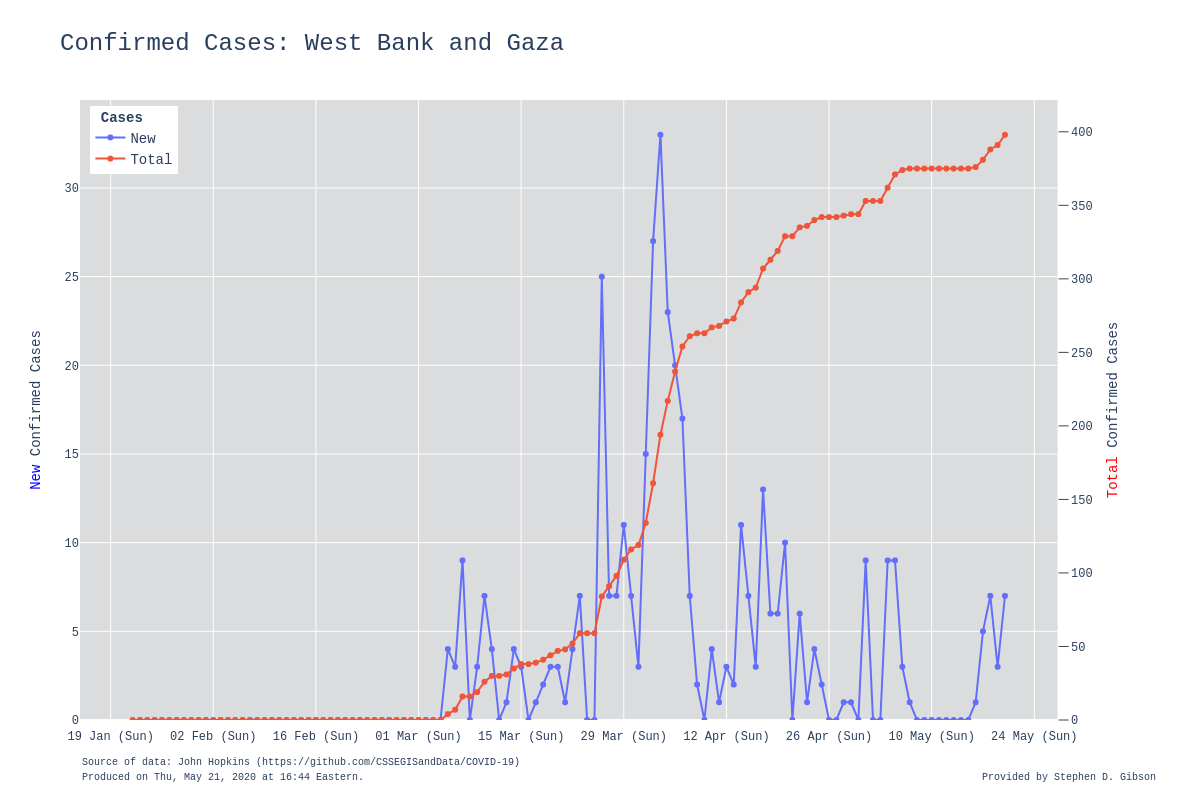 Confirmed Cases: West Bank and Gaza
Cases
New
Total
30
25
20
15
10
5
0
400
350
300
250
200
150
100
50
0
New Confirmed Cases
Total Confirmed Cases
19 Jan (Sun) 02 Feb (Sun) 16 Feb (Sun) 01 Mar (Sun) 15 Mar (Sun) 29 Mar (Sun) 12 Apr (Sun) 26 Apr (Sun) 10 May (Sun) 24 May (Sun)
Source of data: John Hopkins (https://github.com/CSSEGISandData/COVID-19)
Produced on Thu, May 21, 2020 at 16:44 Eastern.
Provided by Stephen D. Gibson